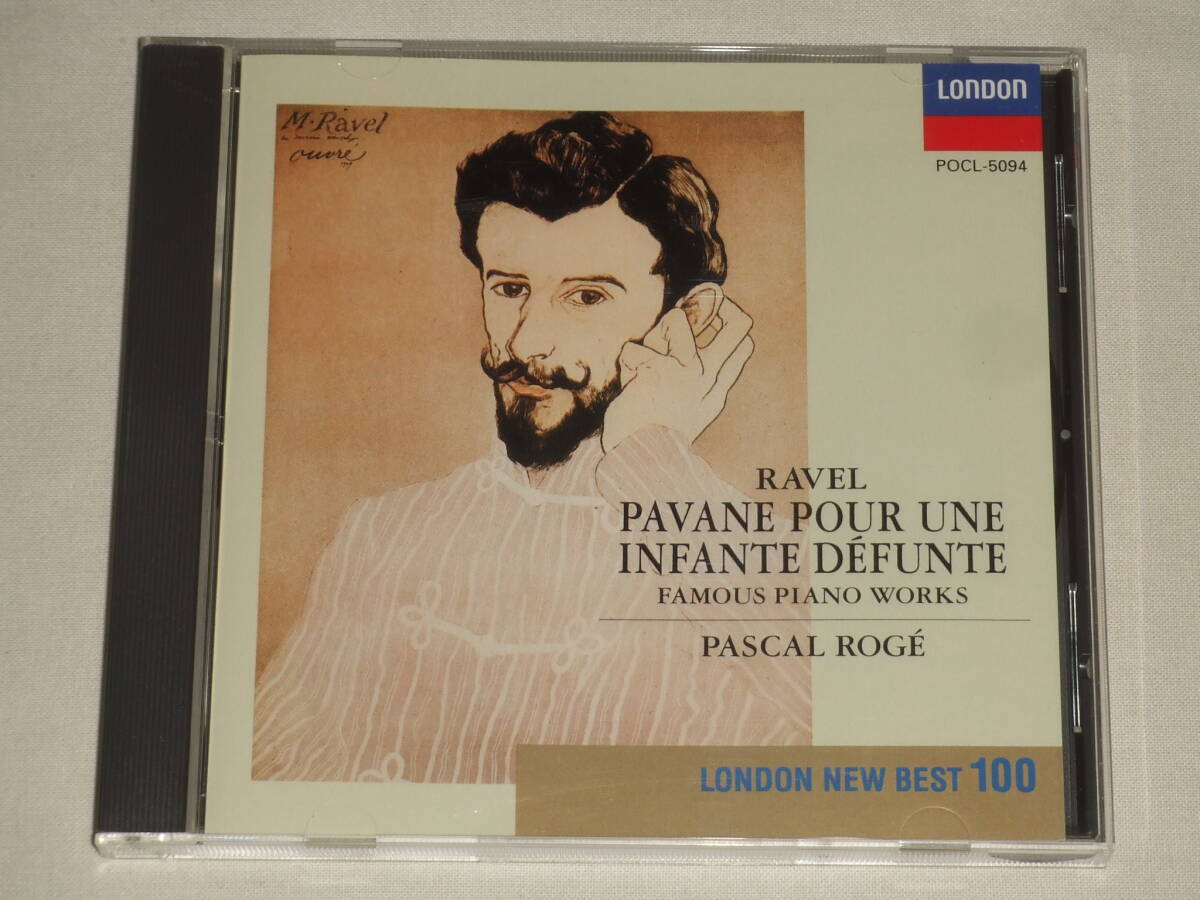 M. Ravel
ouvré
LONDON
POCL-5094
RAVEL
PAVANE POUR UNE
INFANTE DÉFUNTE
FAMOUS PIANO WORKS
PASCAL ROGÉ
LONDON NEW BEST 100